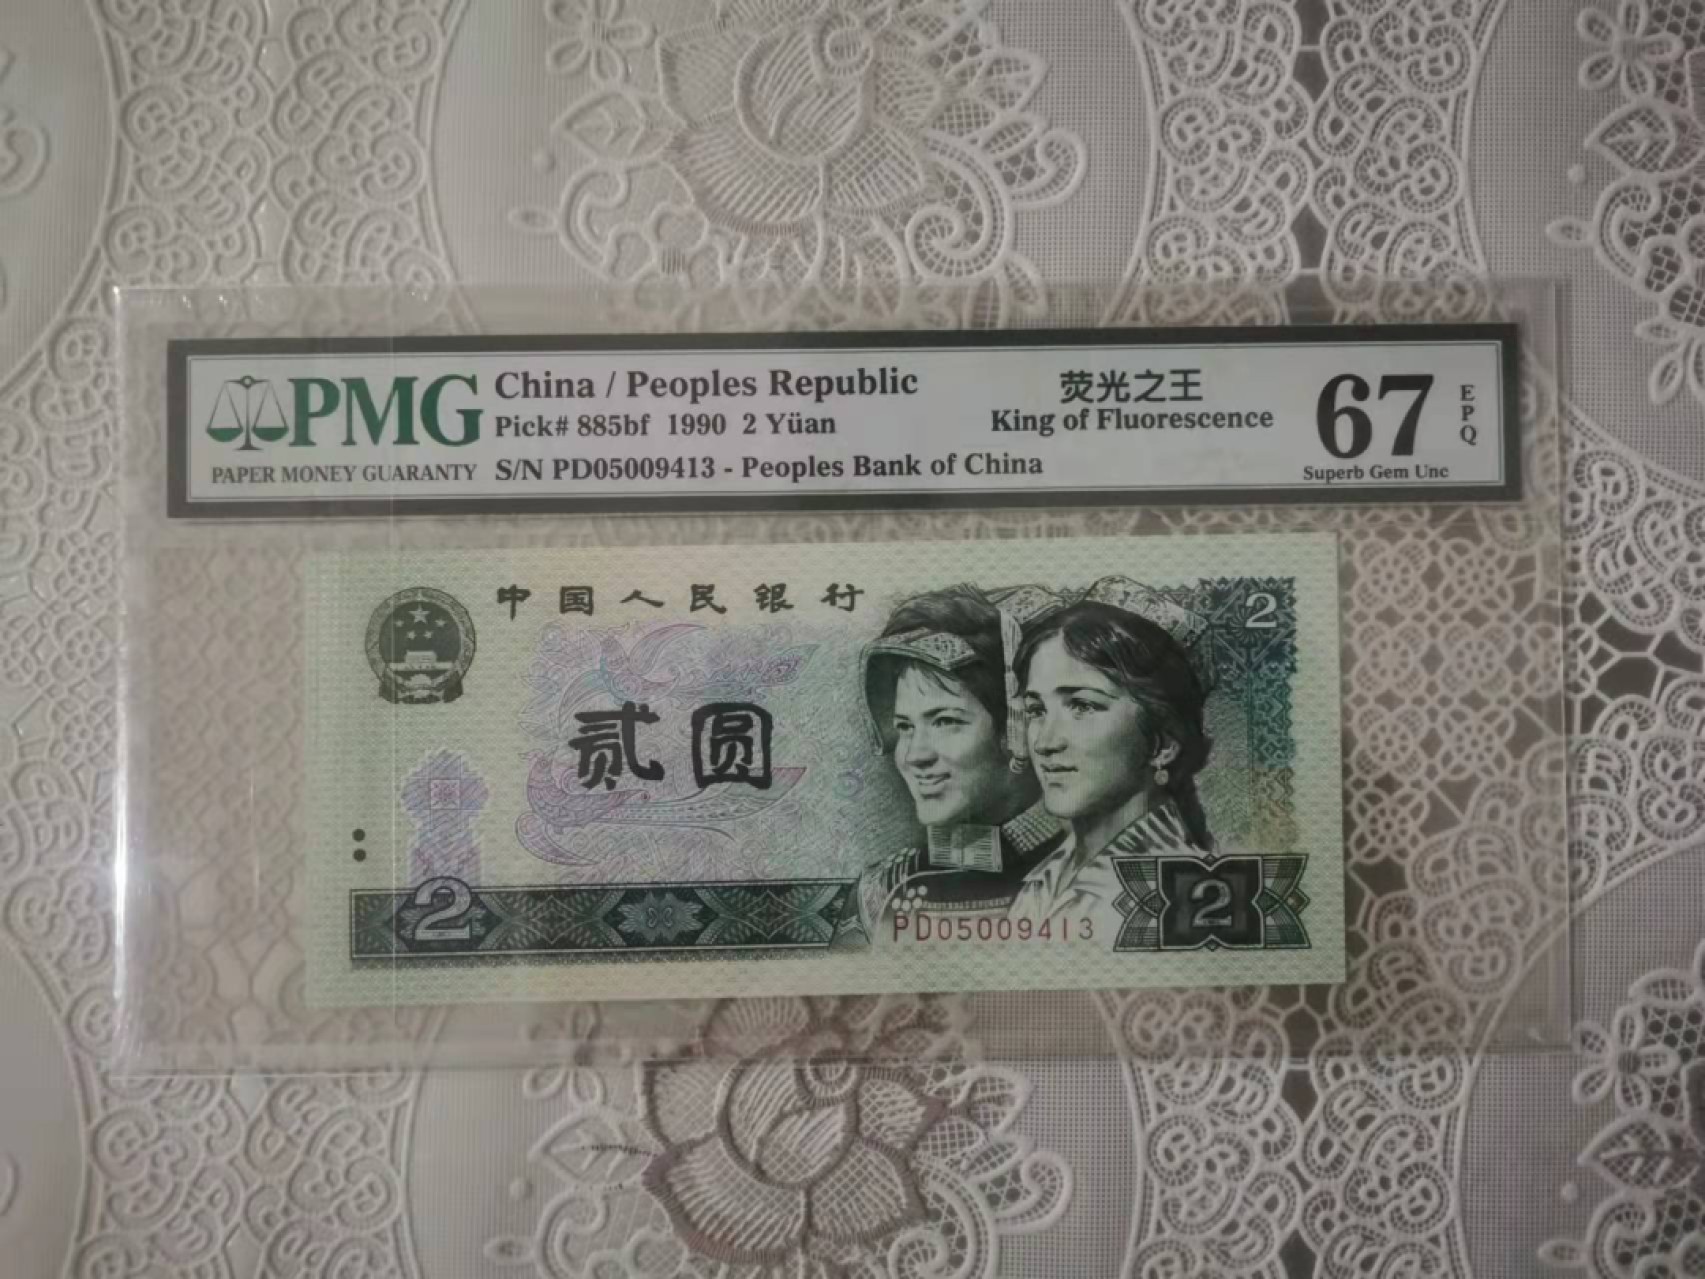 PMG
PAPER MONEY GUARANTY
China / Peoples Republic
Pick# 885bf 1990 2 Yüan
S/N PD05009413 - Peoples Bank of China
荧光之王
King of Fluorescence
67
EPQ
Superb Gem Unc
中国人民银行
2
贰圆
2
PD05009413
2